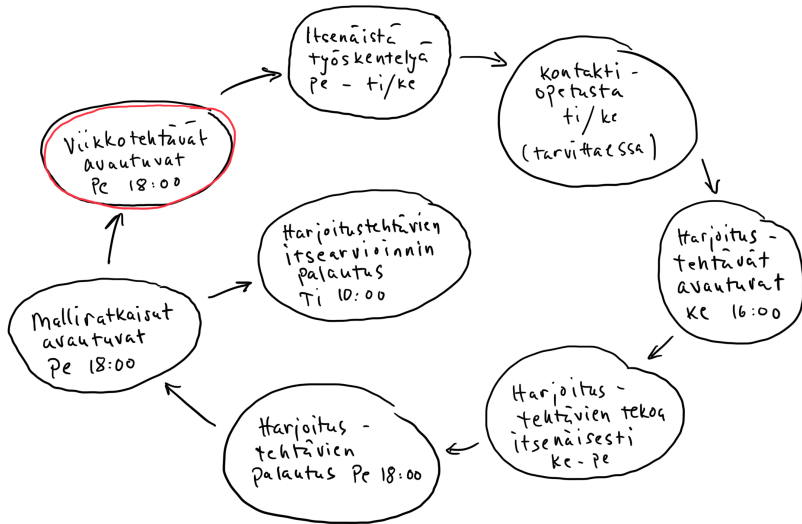 Itsenäistä
työskentelyä
pe - ti/ke
kontakti-
opetusta
ti/ke
(tarvittaessa)
Viikkotehtävät
avautuvat
Pe 18:00
Harjoitustehtävien
itsearvioinnin
palautus
Ti 10:00
Harjoitus-
tehtävät
avautuvat
Ke 16:00
Malliratkaisut
avautuvat
Pe 18:00
Harjoitus-
tehtävien tekoa
itsenäisesti
ke-pe
Harjoitus-
tehtävien
palautus Pe 18:00